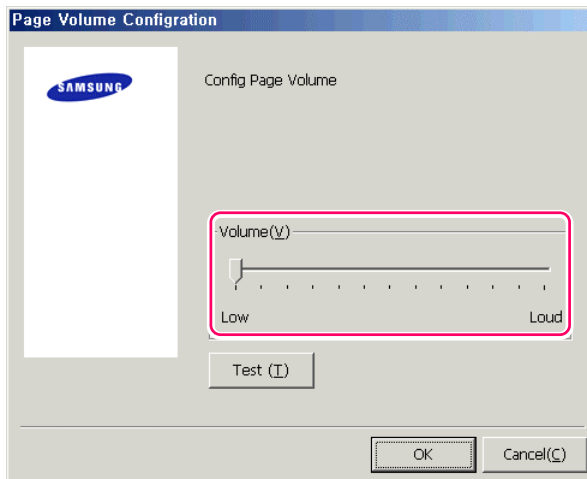 Page Volume Configration
SAMSUNG
Config Page Volume
Volume(V)
Low Loud
Test (T)
OK Cancel(C)